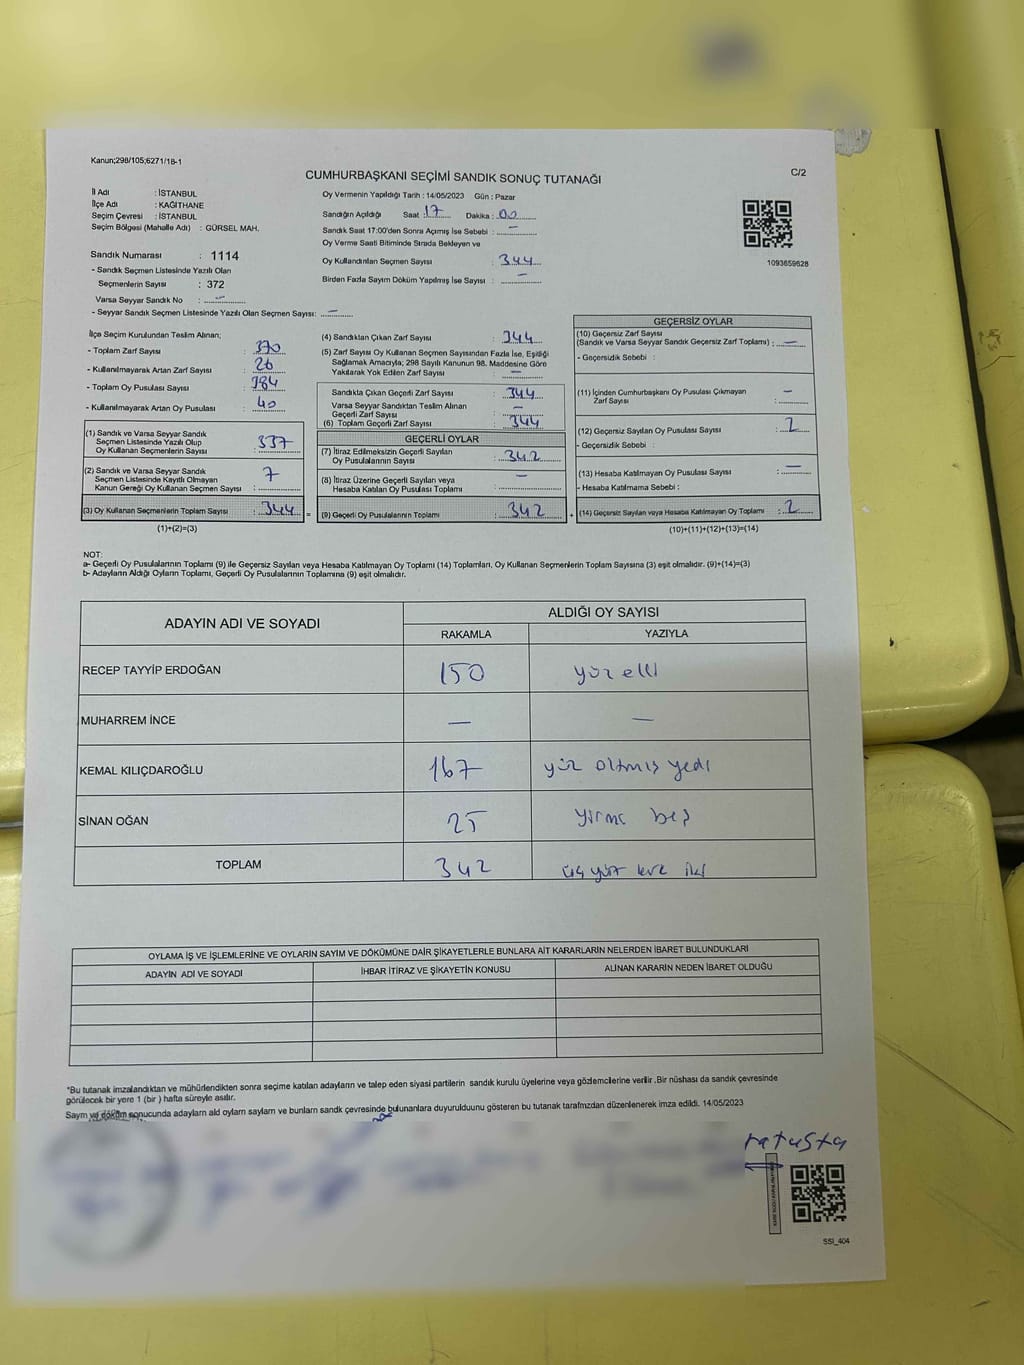 Kanun;298/105;6271/18-1
CUMHURBAŞKANI SEÇİMİ SANDIK SONUÇ TUTANAĞI
C/2
İl Adı : İSTANBUL
İlçe Adı : KAĞITHANE
Seçim Çevresi : İSTANBUL
Seçim Bölgesi (Mahalle Adı) : GÜRSEL MAH.
Sandık Numarası : 1114
- Sandık Seçmen Listesinde Yazılı Olan
Seçmenlerin Sayısı : 372
Varsa Seyyar Sandık No : –
- Seyyar Sandık Seçmen Listesinde Yazılı Olan Seçmen Sayısı: –
Oy Vermenin Yapıldığı Tarih : 14/05/2023 Gün : Pazar
Sandığın Açıldığı Saat : 17 Dakika : 00
Sandık Saat 17:00'den Sonra Açımış İse Sebebi : –
Oy Verme Saati Bitiminde Strada Bekleyen ve
Oy Kullandırılan Seçmen Sayısı : 344
Birden Fazla Sayım Döküm Yapılmış İse Sayısı : –
1093659628
İlçe Seçim Kurulundan Teslim Alınan;
- Toplam Zarf Sayısı : 370
- Kullanılmayarak Artan Zarf Sayısı : 26
- Toplam Oy Pusulası Sayısı : 384
- Kullanılmayarak Artan Oy Pusulası : 40
(1) Sandık ve Varsa Seyyar Sandık
Seçmen Listesinde Yazılı Olup
Oy Kullanan Seçmenlerin Sayısı : 337
(2) Sandık ve Varsa Seyyar Sandık
Seçmen Listesinde Kayıtlı Olmayan
Kanun Gereği Oy Kullanan Seçmen Sayısı : 7
(3) Oy Kullanan Seçmenlerin Toplam Sayısı : 344
(1)+(2)=(3)
(4) Sandıktan Çıkan Zarf Sayısı : 344
(5) Zarf Sayısı Oy Kullanan Seçmen Sayısından Fazla İse, Eşitliği
Sağlamak Amacıyla; 298 Sayılı Kanunun 98. Maddesine Göre
Yakılarak Yok Edilen Zarf Sayısı : –
Sandıkta Çıkan Geçerli Zarf Sayısı : 344
Varsa Seyyar Sandıktan Teslim Alınan
Geçerli Zarf Sayısı : –
(6) Toplam Geçerli Zarf Sayısı : 344
GEÇERLİ OYLAR
(7) İtiraz Edilmeksizin Geçerli Sayılan
Oy Pusulalarının Sayısı : 342
(8) İtiraz Üzerine Geçerli Sayılan veya
Hesaba Katılan Oy Pusulası Toplamı : –
= (9) Geçerli Oy Pusulalarının Toplamı : 342 +
GEÇERSİZ OYLAR
(10) Geçersiz Zarf Sayısı
(Sandık ve Varsa Seyyar Sandık Geçersiz Zarf Toplamı) : –
- Geçersizlik Sebebi :
(11) İçinden Cumhurbaşkanı Oy Pusulası Çıkmayan
Zarf Sayısı : –
(12) Geçersiz Sayılan Oy Pusulası Sayısı : 2
- Geçersizlik Sebebi :
(13) Hesaba Katılmayan Oy Pusulası Sayısı : –
- Hesaba Katılmama Sebebi :
(14) Geçersiz Sayılan veya Hesaba Katılmayan Oy Toplamı : 2
(10)+(11)+(12)+(13)=(14)
NOT:
a- Geçerli Oy Pusulalarının Toplamı (9) ile Geçersiz Sayılan veya Hesaba Katılmayan Oy Toplamı (14) Toplamları, Oy Kullanan Seçmenlerin Toplam Sayısına (3) eşit olmalıdır. (9)+(14)=(3)
b- Adayların Aldığı Oyların Toplamı, Geçerli Oy Pusulalarının Toplamına (9) eşit olmalıdır.
ADAYIN ADI VE SOYADI
ALDIĞI OY SAYISI
RAKAMLA YAZIYLA
RECEP TAYYİP ERDOĞAN 150 yüz elli
MUHARREM İNCE – –
KEMAL KILIÇDAROĞLU 167 yüz altmış yedi
SİNAN OĞAN 25 yirmi beş
TOPLAM 342 üç yüz kırk iki
OYLAMA İŞ VE İŞLEMLERİNE VE OYLARIN SAYIM VE DÖKÜMÜNE DAİR ŞİKAYETLERLE BUNLARA AİT KARARLARIN NELERDEN İBARET BULUNDUKLARI
ADAYIN ADI VE SOYADI
İHBAR İTİRAZ VE ŞİKAYETİN KONUSU
ALINAN KARARIN NEDEN İBARET OLDUĞU
*Bu tutanak imzalandıktan ve mühürlendikten sonra seçime katılan adayların ve talep eden siyasi partilerin sandık kurulu üyelerine veya gözlemcilerine verilir .Bir nüshası da sandık çevresinde
görülecek bir yere 1 (bir ) hafta süreyle asılır.
Sayım ve döküm sonucunda adayların aldı oyların sayıların ve bunların sandık çevresinde bulunanlara duyurulduunu gösteren bu tutanak tarafmzdan düzenlenerek imza edildi. 14/05/2023
ratusta
SSİ_404